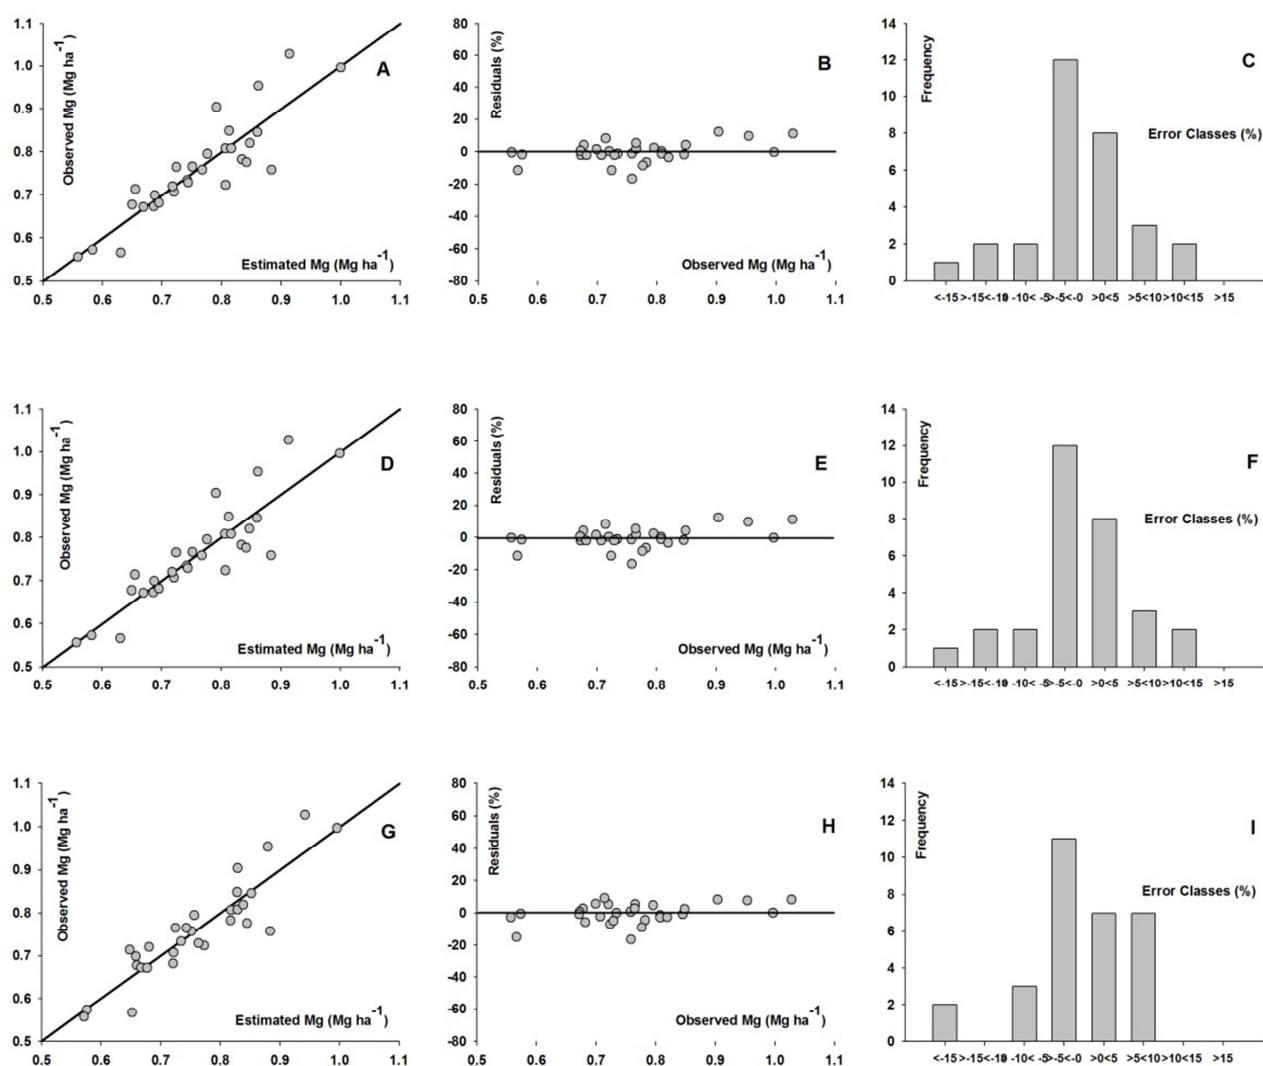 1.1
1.0
0.9
0.8
0.7
0.6
0.5
Observed Mg (Mg ha-1)
A
Estimated Mg (Mg ha-1)
0.5 0.6 0.7 0.8 0.9 1.0 1.1
80
60
40
20
0
-20
-40
-60
-80
Residuals (%)
B
Observed Mg (Mg ha-1)
0.5 0.6 0.7 0.8 0.9 1.0 1.1
14
12
10
8
6
4
2
0
Frequency
C
Error Classes (%)
<-15 >-15<-10 -10< -5 >-5<-0 >0<5 >5<10 >10<15 >15
1.1
1.0
0.9
0.8
0.7
0.6
0.5
Observed Mg (Mg ha-1)
D
Estimated Mg (Mg ha-1)
0.5 0.6 0.7 0.8 0.9 1.0 1.1
80
60
40
20
0
-20
-40
-60
-80
Residuals (%)
E
Observed Mg (Mg ha-1)
0.5 0.6 0.7 0.8 0.9 1.0 1.1
14
12
10
8
6
4
2
0
Frequency
F
Error Classes (%)
<-15 >-15<-10 -10< -5 >-5<-0 >0<5 >5<10 >10<15 >15
1.1
1.0
0.9
0.8
0.7
0.6
0.5
Observed Mg (Mg ha-1)
G
Estimated Mg (Mg ha-1)
0.5 0.6 0.7 0.8 0.9 1.0 1.1
80
60
40
20
0
-20
-40
-60
-80
Residuals (%)
H
Observed Mg (Mg ha-1)
0.5 0.6 0.7 0.8 0.9 1.0 1.1
14
12
10
8
6
4
2
0
Frequency
I
Error Classes (%)
<-15 >-15<-10 -10< -5 >-5<-0 >0<5 >5<10 >10<15 >15